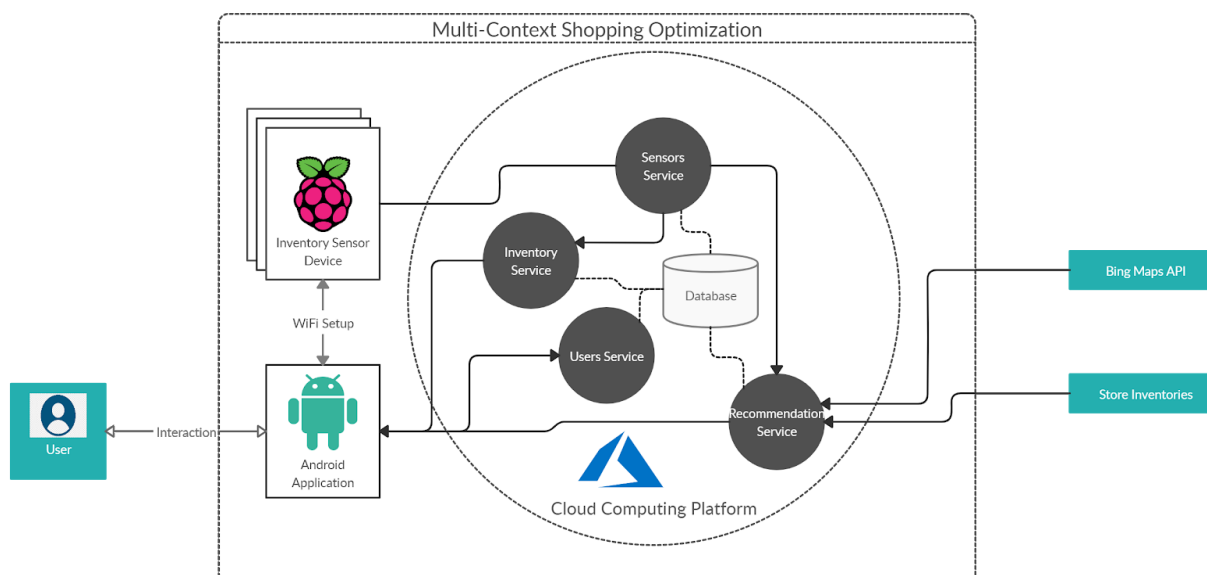 Multi-Context Shopping Optimization
Sensors
Service
Inventory Sensor
Device
Inventory
Service
Database
Bing Maps API
WiFi Setup
Users Service
Store Inventories
Recommendation
Service
User
Interaction
Android
Application
Cloud Computing Platform